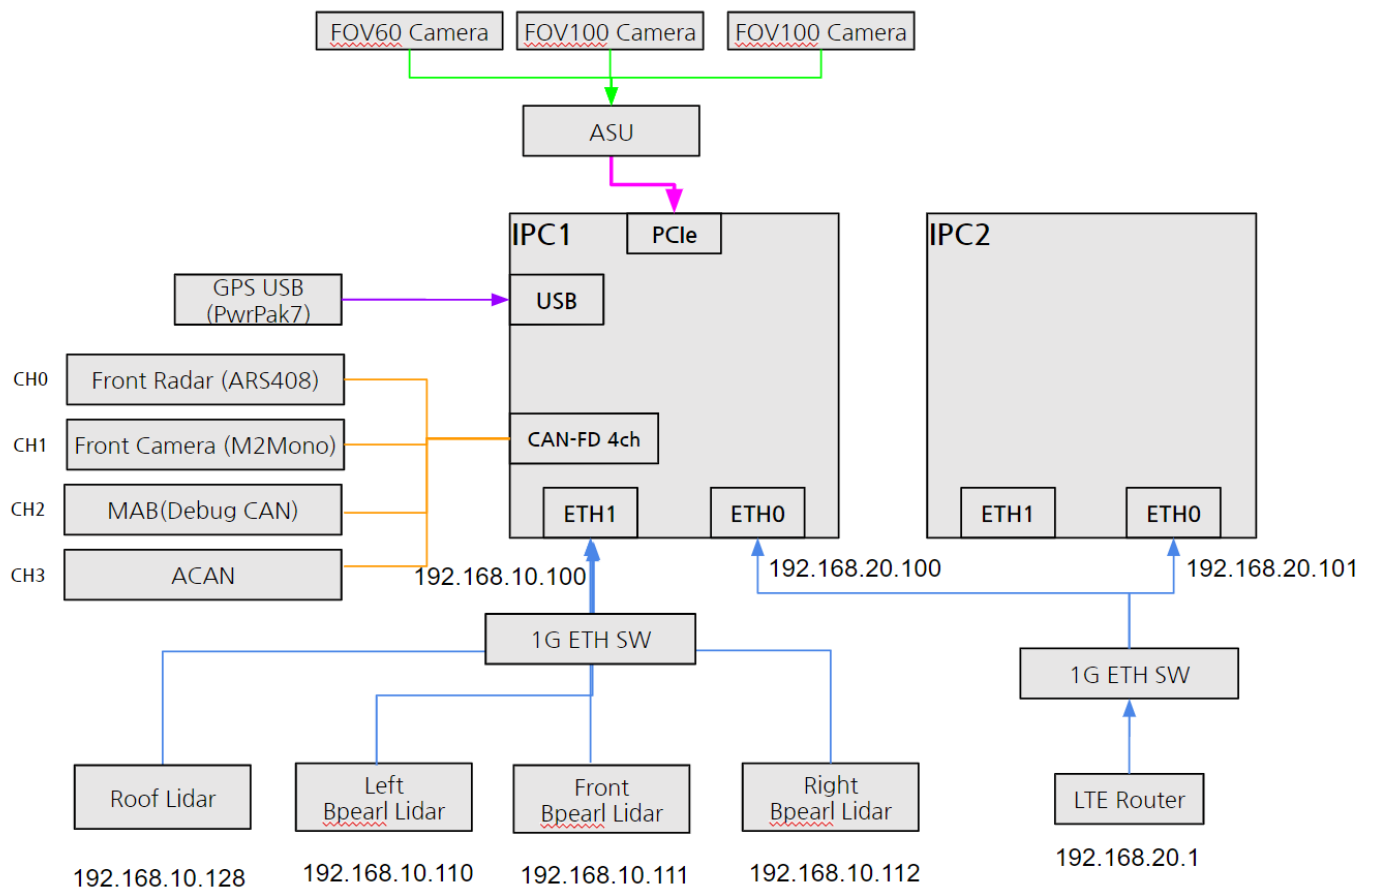 FOV60 Camera
FOV100 Camera
FOV100 Camera
ASU
IPC1
PCIe
IPC2
GPS USB
(PwrPak7)
USB
CH0
Front Radar (ARS408)
CH1
Front Camera (M2Mono)
CAN-FD 4ch
CH2
MAB(Debug CAN)
ETH1
ETH0
ETH1
ETH0
CH3
ACAN
192.168.10.100
192.168.20.100
192.168.20.101
1G ETH SW
1G ETH SW
Roof Lidar
Left
Bpearl Lidar
Front
Bpearl Lidar
Right
Bpearl Lidar
LTE Router
192.168.10.128
192.168.10.110
192.168.10.111
192.168.10.112
192.168.20.1